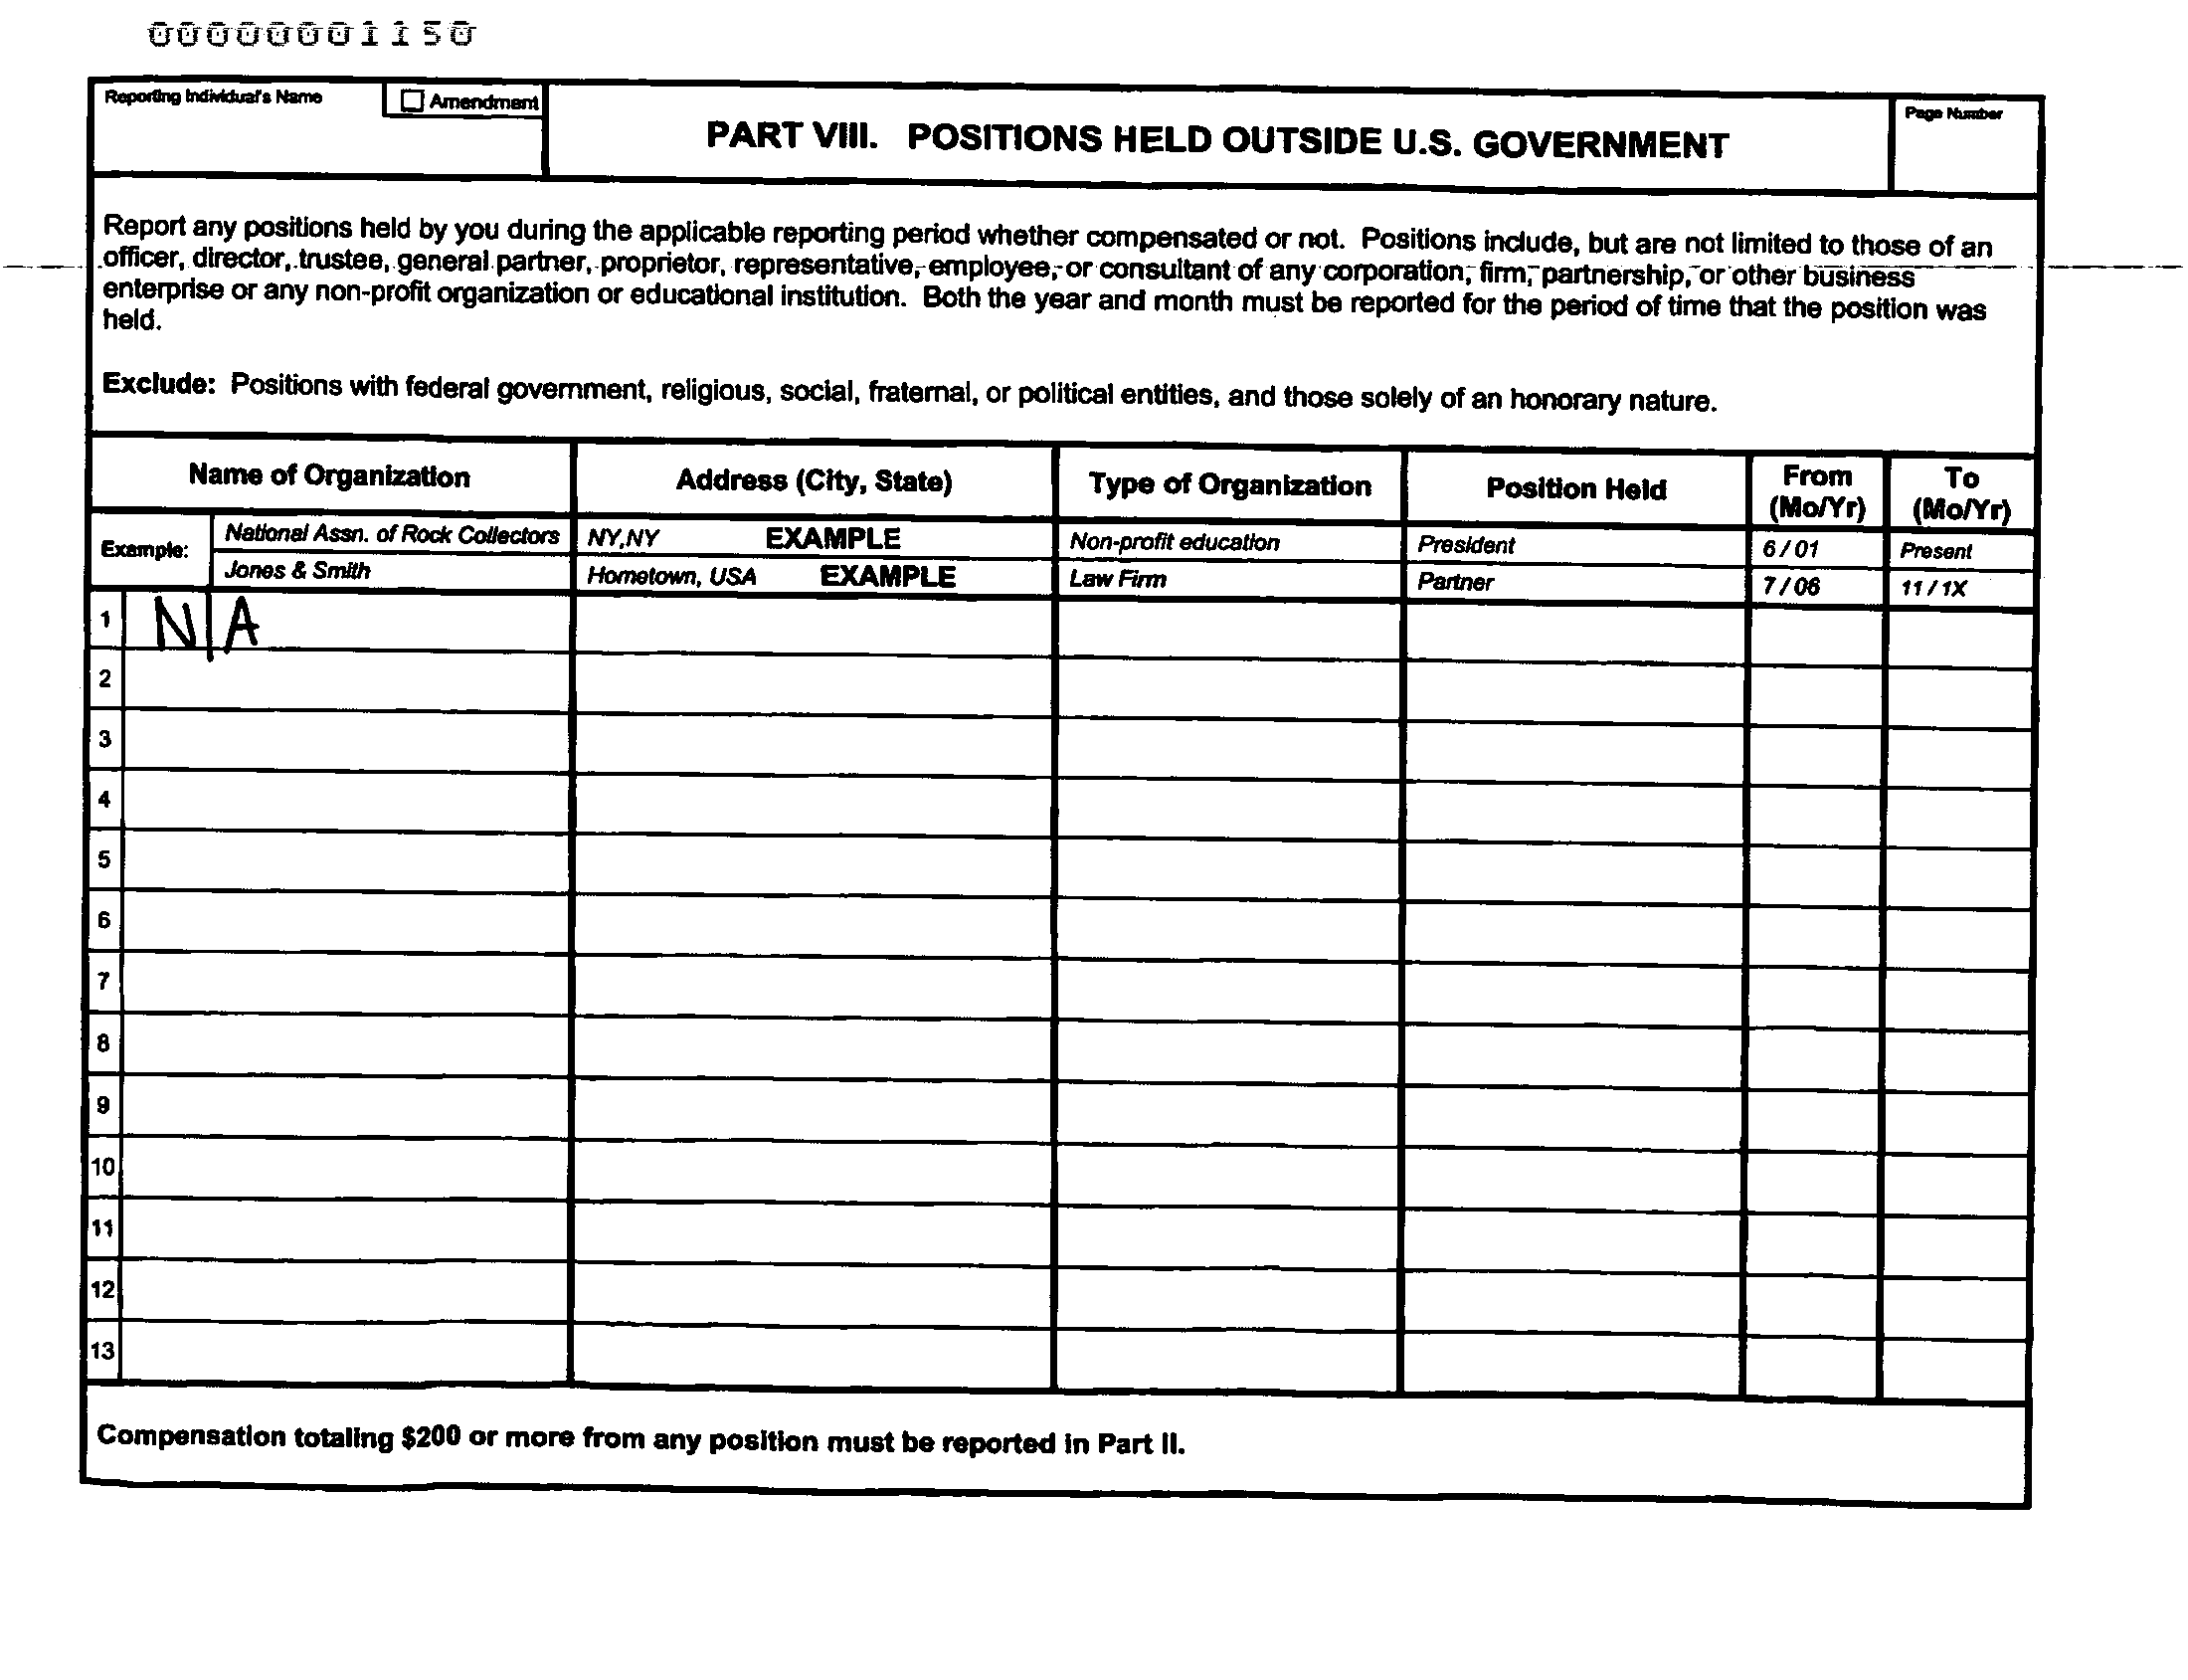 00000001150
Reporting Individual's Name
Amendment
PART VIII. POSITIONS HELD OUTSIDE U.S. GOVERNMENT
Page Number
Report any positions held by you during the applicable reporting period whether compensated or not. Positions include, but are not limited to those of an
officer, director, trustee, general partner, proprietor, representative, employee, or consultant of any corporation, firm, partnership, or other business
enterprise or any non-profit organization or educational institution. Both the year and month must be reported for the period of time that the position was
held.
Exclude: Positions with federal government, religious, social, fraternal, or political entities, and those solely of an honorary nature.
Name of Organization Address (City, State) Type of Organization Position Held From (Mo/Yr) To (Mo/Yr)
Example: National Assn. of Rock Collectors NY,NY EXAMPLE Non-profit education President 6 / 01 Present
Jones & Smith Hometown, USA EXAMPLE Law Firm Partner 7 / 06 11 / 1X
1 N/A
2
3
4
5
6
7
8
9
10
11
12
13
Compensation totaling $200 or more from any position must be reported in Part II.